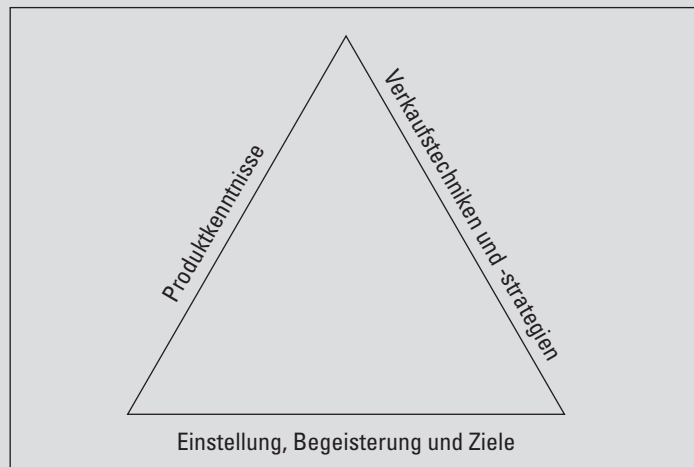 Produktkenntnisse
Verkaufstechniken und -strategien
Einstellung, Begeisterung und Ziele